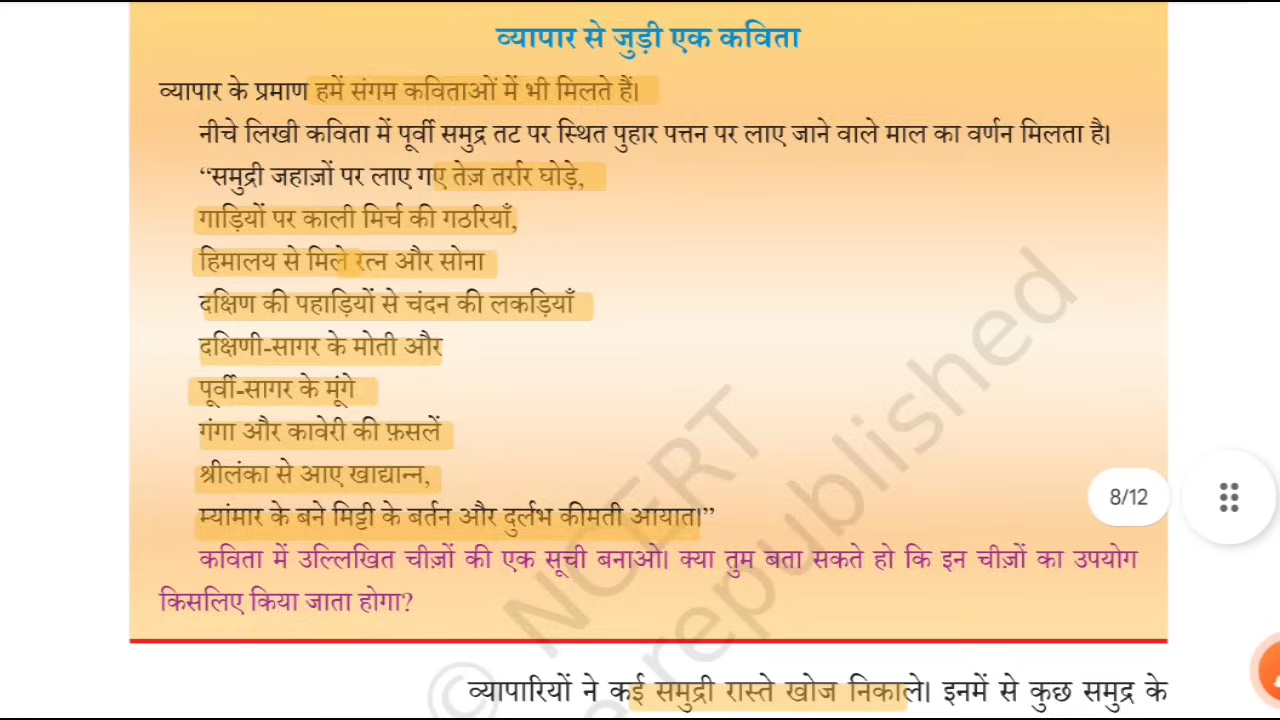 व्यापार से जुड़ी एक कविता
व्यापार के प्रमाण हमें संगम कविताओं में भी मिलते हैं।
नीचे लिखी कविता में पूर्वी समुद्र तट पर स्थित पुहार पत्तन पर लाए जाने वाले माल का वर्णन मिलता है।
“समुद्री जहाज़ों पर लाए गए तेज़ तर्रार घोड़े,
गाड़ियों पर काली मिर्च की गठरियाँ,
हिमालय से मिले रत्न और सोना
दक्षिण की पहाड़ियों से चंदन की लकड़ियाँ
दक्षिणी-सागर के मोती और
पूर्वी-सागर के मूंगे
गंगा और कावेरी की फ़सलें
श्रीलंका से आए खाद्यान्न,
म्यांमार के बने मिट्टी के बर्तन और दुर्लभ कीमती आयात।”
8/12
कविता में उल्लिखित चीज़ों की एक सूची बनाओ। क्या तुम बता सकते हो कि इन चीज़ों का उपयोग
किसलिए किया जाता होगा?
© NCERT
republished
व्यापारियों ने कई समुद्री रास्ते खोज निकाले। इनमें से कुछ समुद्र के